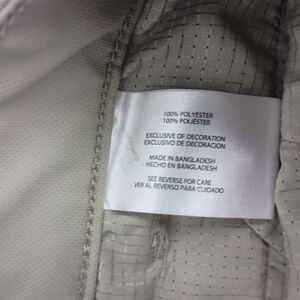 100% POLYESTER
100% POLIÉSTER
EXCLUSIVE OF DECORATION
EXCLUSIVO DE DECORACION
MADE IN BANGLADESH
HECHO EN BANGLADESH
SEE REVERSE FOR CARE
VER AL REVERSO PARA CUIDADO